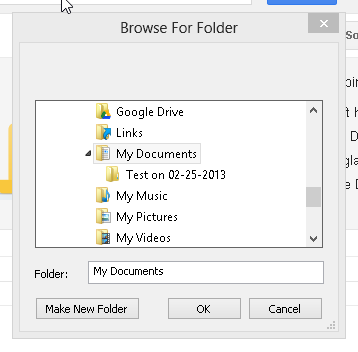 Browse For Folder
So
Google Drive
Links
My Documents
Test on 02-25-2013
My Music
My Pictures
My Videos
Folder: My Documents
Make New Folder OK Cancel